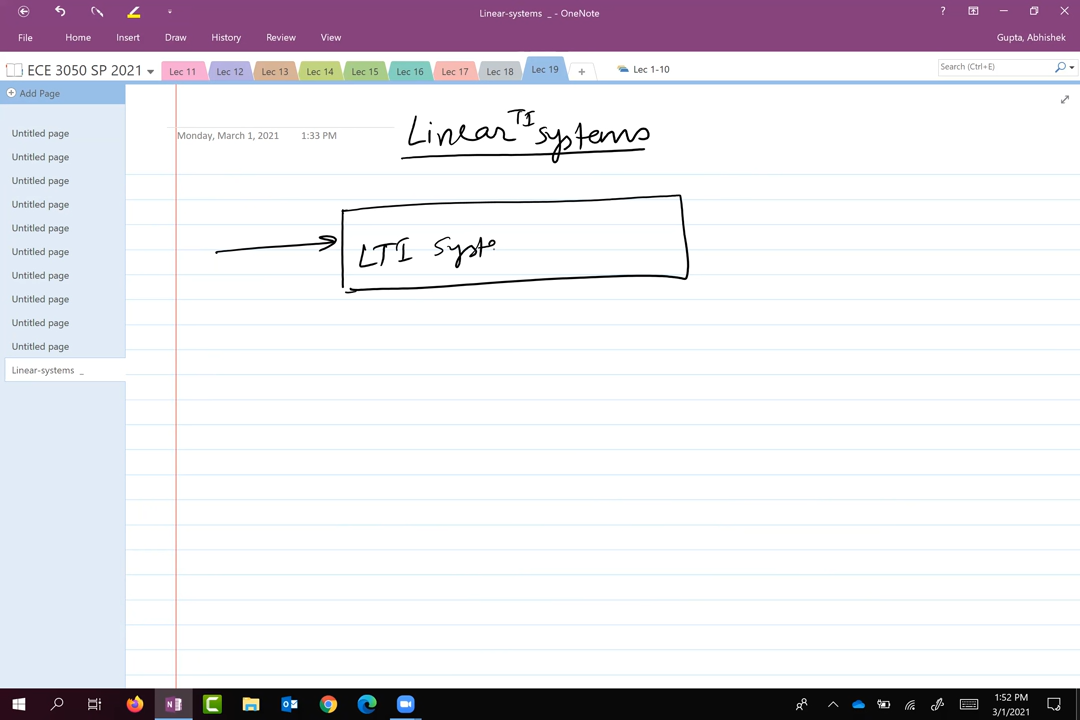 Linear-systems _ - OneNote
File Home Insert Draw History Review View Gupta, Abhishek
ECE 3050 SP 2021 Lec 11 Lec 12 Lec 13 Lec 14 Lec 15 Lec 16 Lec 17 Lec 18 Lec 19 Lec 1-10 Search (Ctrl+E)
Add Page
Monday, March 1, 2021 1:33 PM
Linear TI systems
LTI Syste
Untitled page
Untitled page
Untitled page
Untitled page
Untitled page
Untitled page
Untitled page
Untitled page
Untitled page
Untitled page
Linear-systems _
1:52 PM
3/1/2021